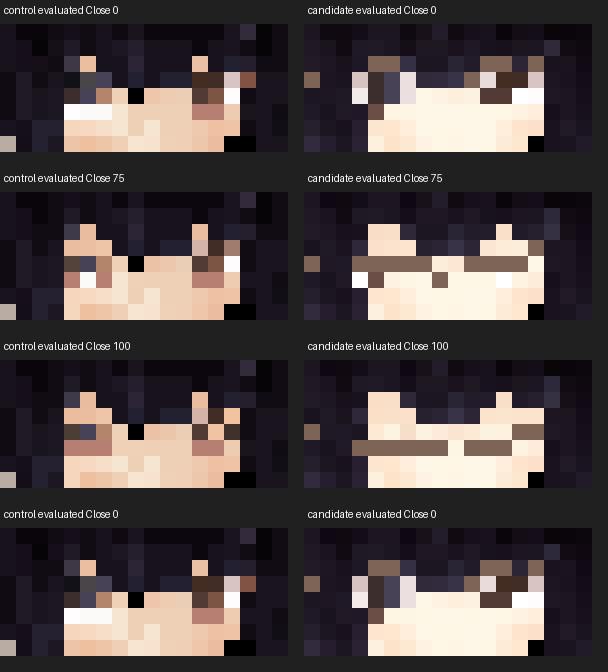 control evaluated Close 0
candidate evaluated Close 0
control evaluated Close 75
candidate evaluated Close 75
control evaluated Close 100
candidate evaluated Close 100
control evaluated Close 0
candidate evaluated Close 0